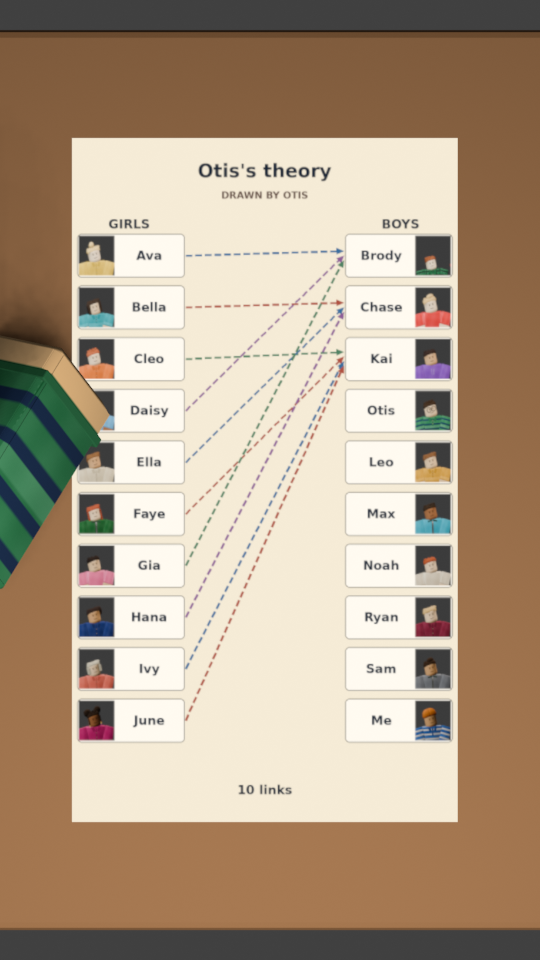 Otis's theory
DRAWN BY OTIS
GIRLS BOYS
Ava Brody
Bella Chase
Cleo Kai
Daisy Otis
Ella Leo
Faye Max
Gia Noah
Hana Ryan
Ivy Sam
June Me
10 links